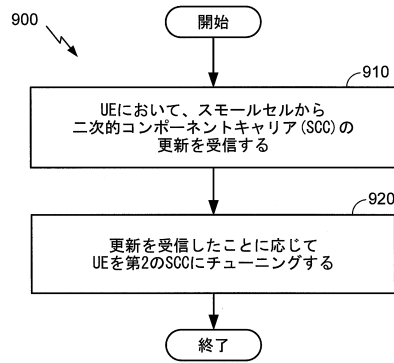 900
開始
910
UEにおいて、スモールセルから
二次的コンポーネントキャリア(SCC)の
更新を受信する
920
更新を受信したことに応じて
UEを第2のSCCにチューニングする
終了